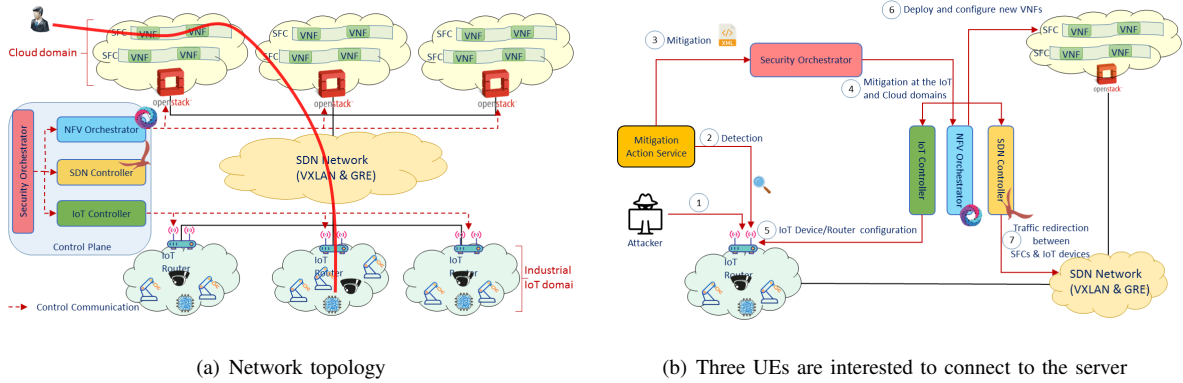 SFC VNF VNF
SFC VNF VNF
SFC VNF VNF
SFC VNF VNF
SFC VNF VNF
SFC VNF VNF
Cloud domain
openstack
openstack
openstack
Security Orchestrator
NFV Orchestrator
SDN Controller
IoT Controller
Control Plane
SDN Network
(VXLAN & GRE)
IoT
Router
IoT
Router
IoT
Router
Industrial
IoT domai
Control Communication
(a) Network topology
6 Deploy and configure new VNFs
SFC VNF VNF
SFC VNF VNF
openstack
3 Mitigation
XML
Security Orchestrator
4 Mitigation at the IoT
and Cloud domains
Mitigation
Action Service
2 Detection
IoT Controller
NFV Orchestrator
SDN Controller
1
Attacker
5 IoT Device/Router configuration
IoT
Router
7 Traffic redirection
between
SFCs & IoT devices
SDN Network
(VXLAN & GRE)
(b) Three UEs are interested to connect to the server